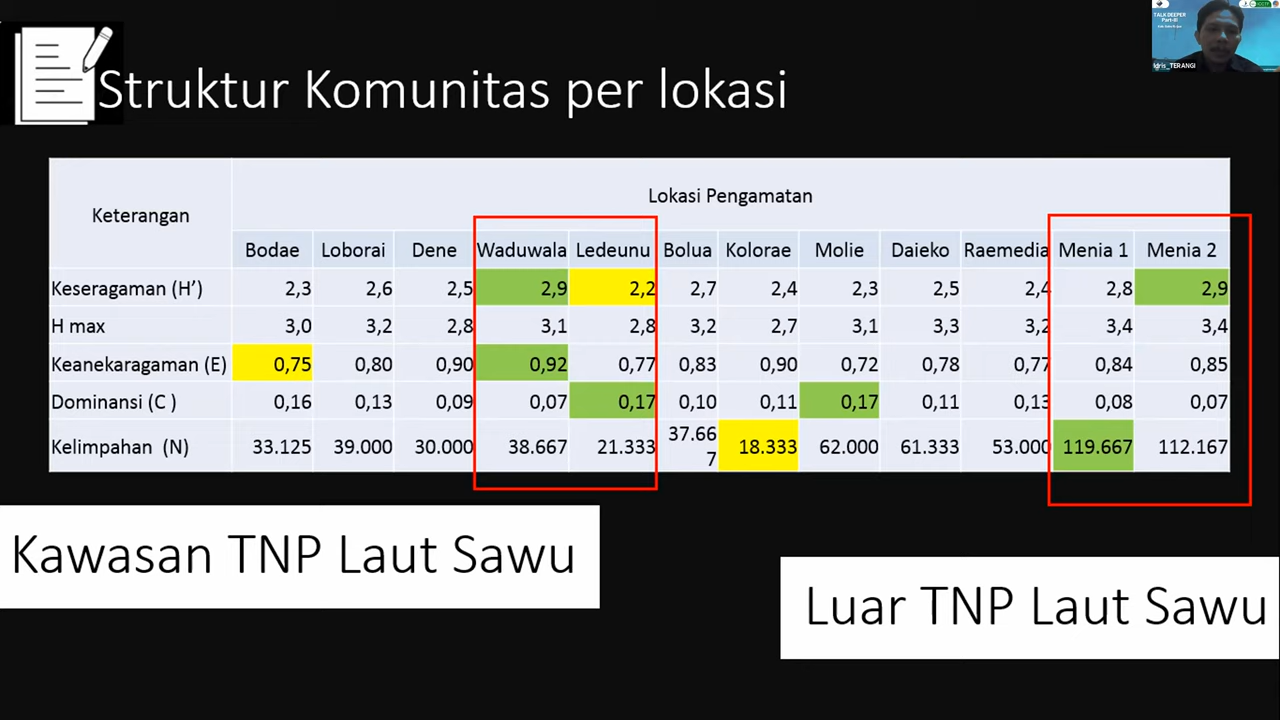 TALK DEEPER
Part-III
Idris_TERANGI
Struktur Komunitas per lokasi
Keterangan
Lokasi Pengamatan
Bodae Loborai Dene Waduwala Ledeunu Bolua Kolorae Molie Daieko Raemedia Menia 1 Menia 2
Keseragaman (H’) 2,3 2,6 2,5 2,9 2,2 2,7 2,4 2,3 2,5 2,4 2,8 2,9
H max 3,0 3,2 2,8 3,1 2,8 3,2 2,7 3,1 3,3 3,2 3,4 3,4
Keanekaragaman (E) 0,75 0,80 0,90 0,92 0,77 0,83 0,90 0,72 0,78 0,77 0,84 0,85
Dominansi (C ) 0,16 0,13 0,09 0,07 0,17 0,10 0,11 0,17 0,11 0,13 0,08 0,07
Kelimpahan (N) 33.125 39.000 30.000 38.667 21.333 37.667 18.333 62.000 61.333 53.000 119.667 112.167
Kawasan TNP Laut Sawu
Luar TNP Laut Sawu